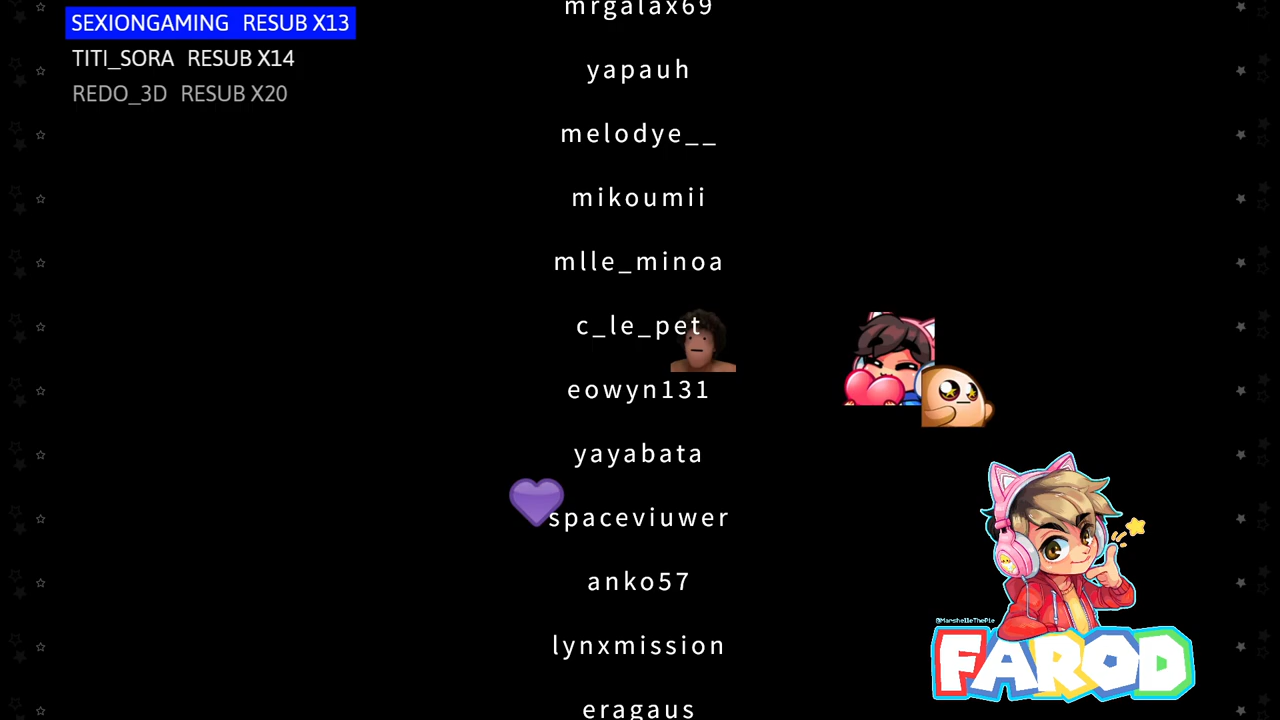 SEXIONGAMING RESUB X13
TITI_SORA RESUB X14
REDO_3D RESUB X20
mrgalax69
yapauh
melodye__
mikoumii
mlle_minoa
c_le_pet
eowyn131
yayabata
spaceviuwer
anko57
lynxmission
eragaus
@MarshelleThePie
FAROD